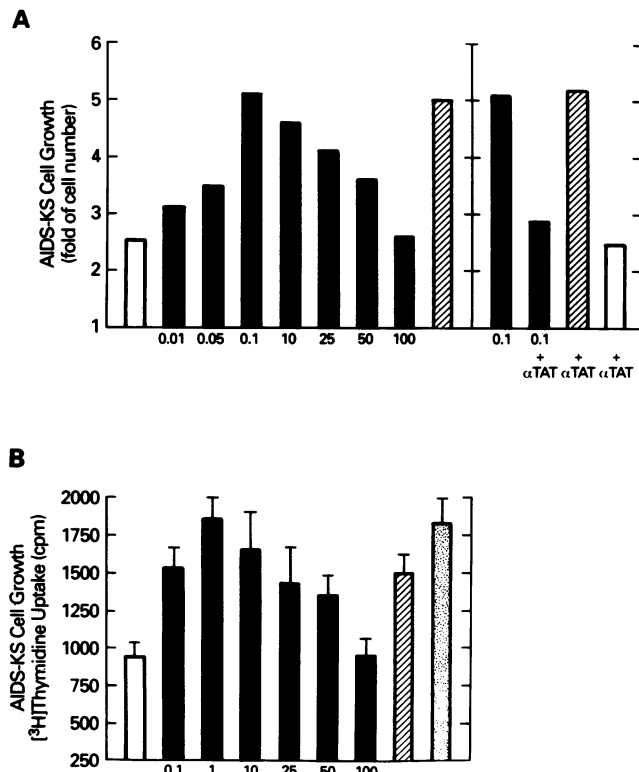 A
AIDS-KS Cell Growth
(fold of cell number)
6
5
4
3
2
1
0.01 0.05 0.1 10 25 50 100 0.1 0.1
+ + +
αTAT αTAT αTAT
B
AIDS-KS Cell Growth
[³H]Thymidine Uptake (cpm)
2000
1750
1500
1250
1000
750
500
250
0.1 1 10 25 50 100